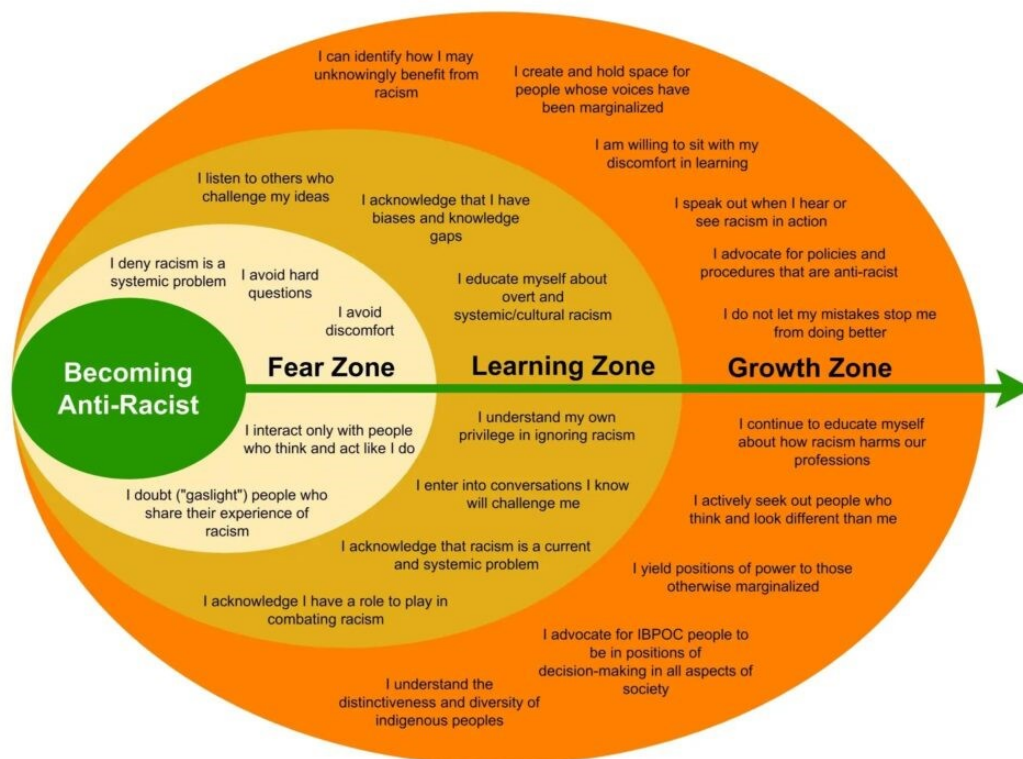 I can identify how I may
unknowingly benefit from
racism
I create and hold space for
people whose voices have
been marginalized
I am willing to sit with my
discomfort in learning
I listen to others who
challenge my ideas
I acknowledge that I have
biases and knowledge
gaps
I speak out when I hear or
see racism in action
I deny racism is a
systemic problem
I avoid hard
questions
I avoid
discomfort
I educate myself about
overt and
systemic/cultural racism
I advocate for policies and
procedures that are anti-racist
I do not let my mistakes stop me
from doing better
Becoming
Anti-Racist
Fear Zone
Learning Zone
Growth Zone
I interact only with people
who think and act like I do
I doubt ("gaslight") people who
share their experience of
racism
I understand my own
privilege in ignoring racism
I enter into conversations I know
will challenge me
I acknowledge that racism is a current
and systemic problem
I acknowledge I have a role to play in
combating racism
I continue to educate myself
about how racism harms our
professions
I actively seek out people who
think and look different than me
I yield positions of power to those
otherwise marginalized
I advocate for IBPOC people to
be in positions of
decision-making in all aspects of
society
I understand the
distinctiveness and diversity of
indigenous peoples